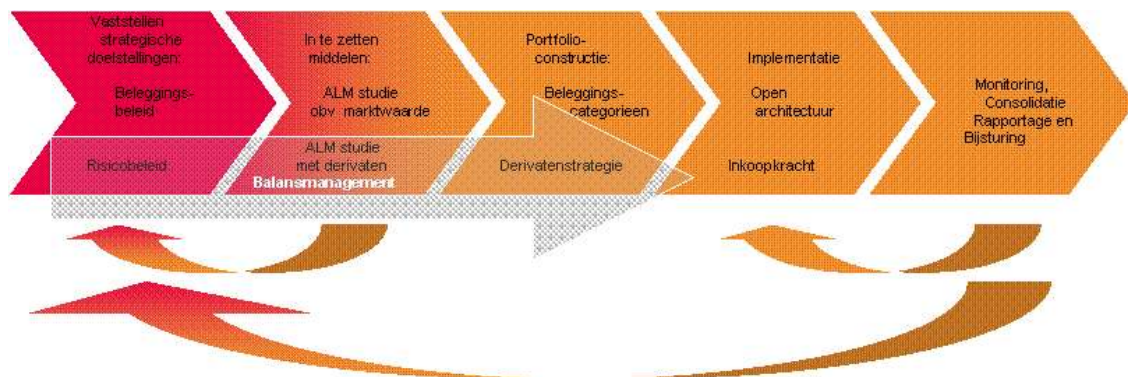 Vaststellen
strategische
doelstellingen:
Beleggings-
beleid
Risicobeleid
In te zetten
middelen:
ALM studie
obv marktwaarde
ALM studie
met derivaten
Balansmanagement
Portfolio-
constructie:
Beleggings-
categorieen
Derivatenstrategie
Implementatie
Open
architectuur
Inkoopkracht
Monitoring,
Consolidatie
Rapportage en
Bijsturing